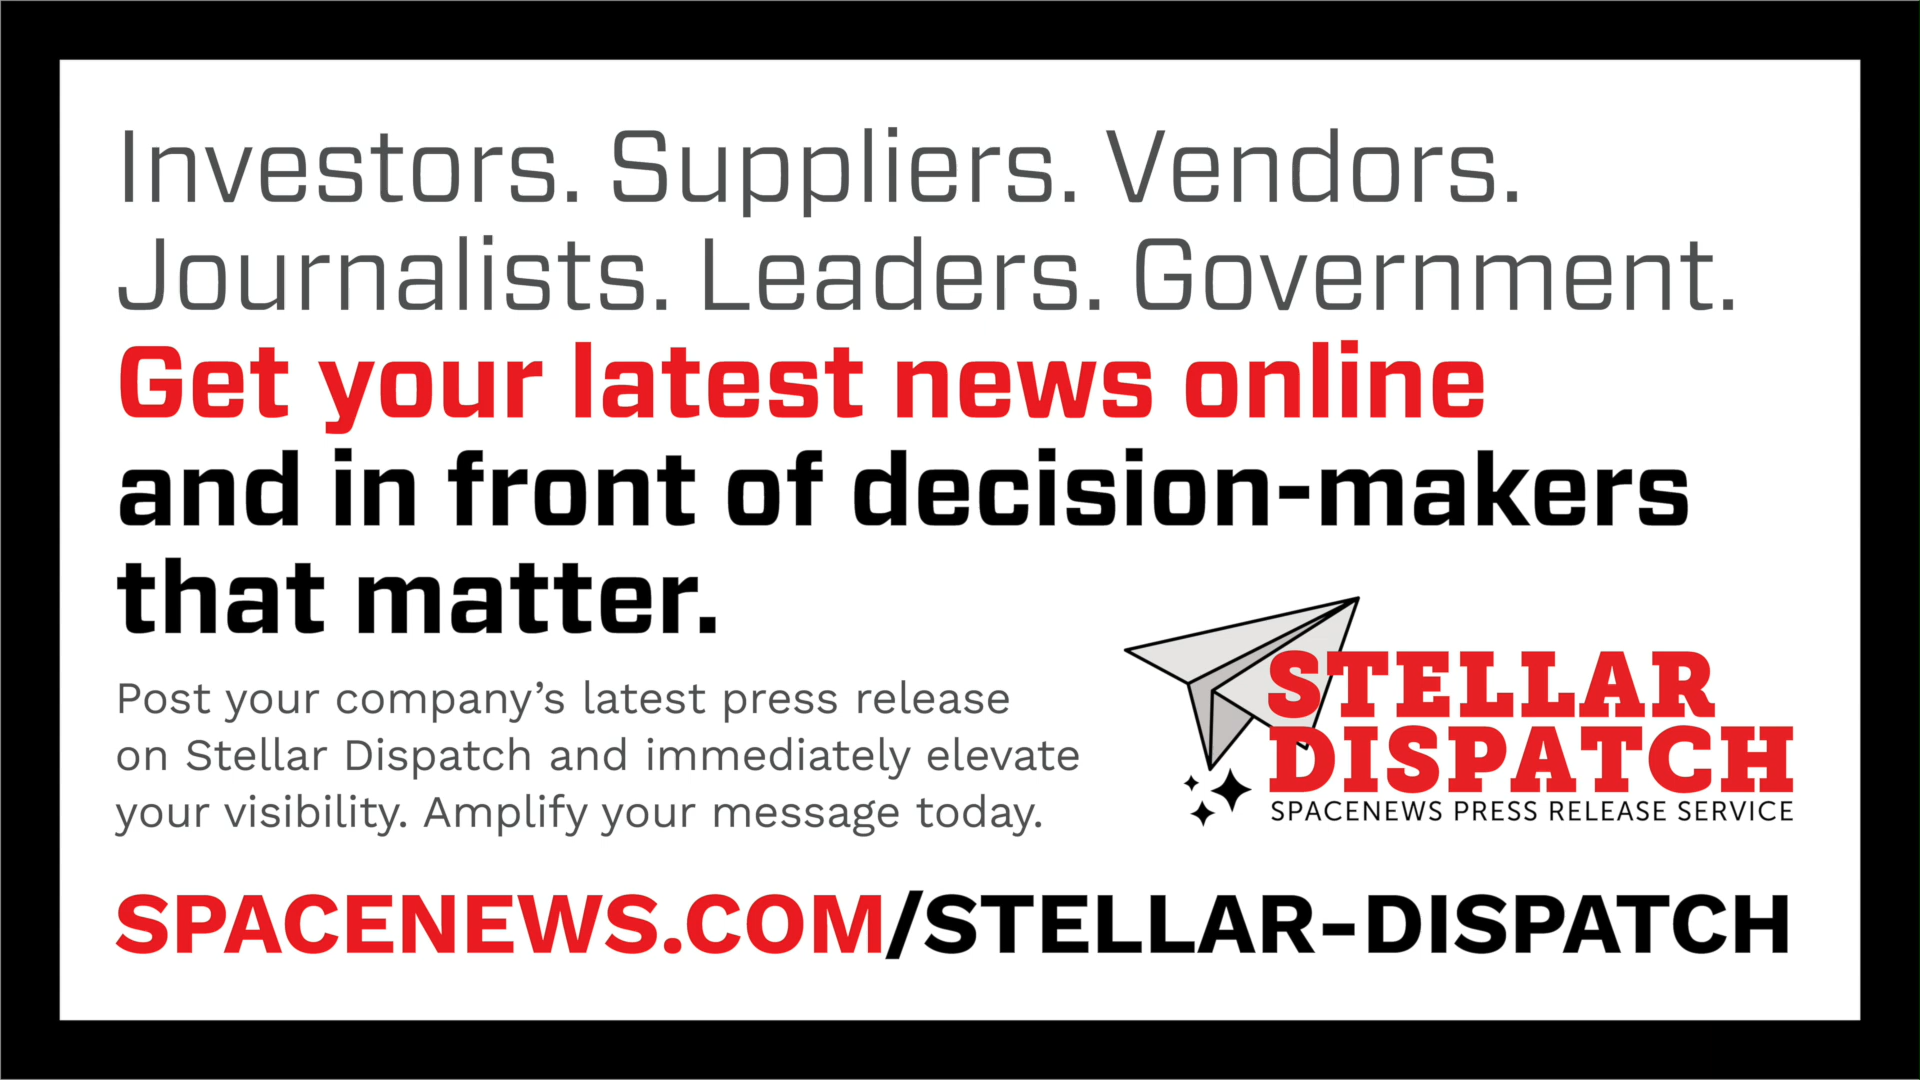 Investors. Suppliers. Vendors.
Journalists. Leaders. Government.
Get your latest news online
and in front of decision-makers
that matter.
Post your company’s latest press release
on Stellar Dispatch and immediately elevate
your visibility. Amplify your message today.
STELLAR
DISPATCH
SPACENEWS PRESS RELEASE SERVICE
SPACENEWS.COM/STELLAR-DISPATCH